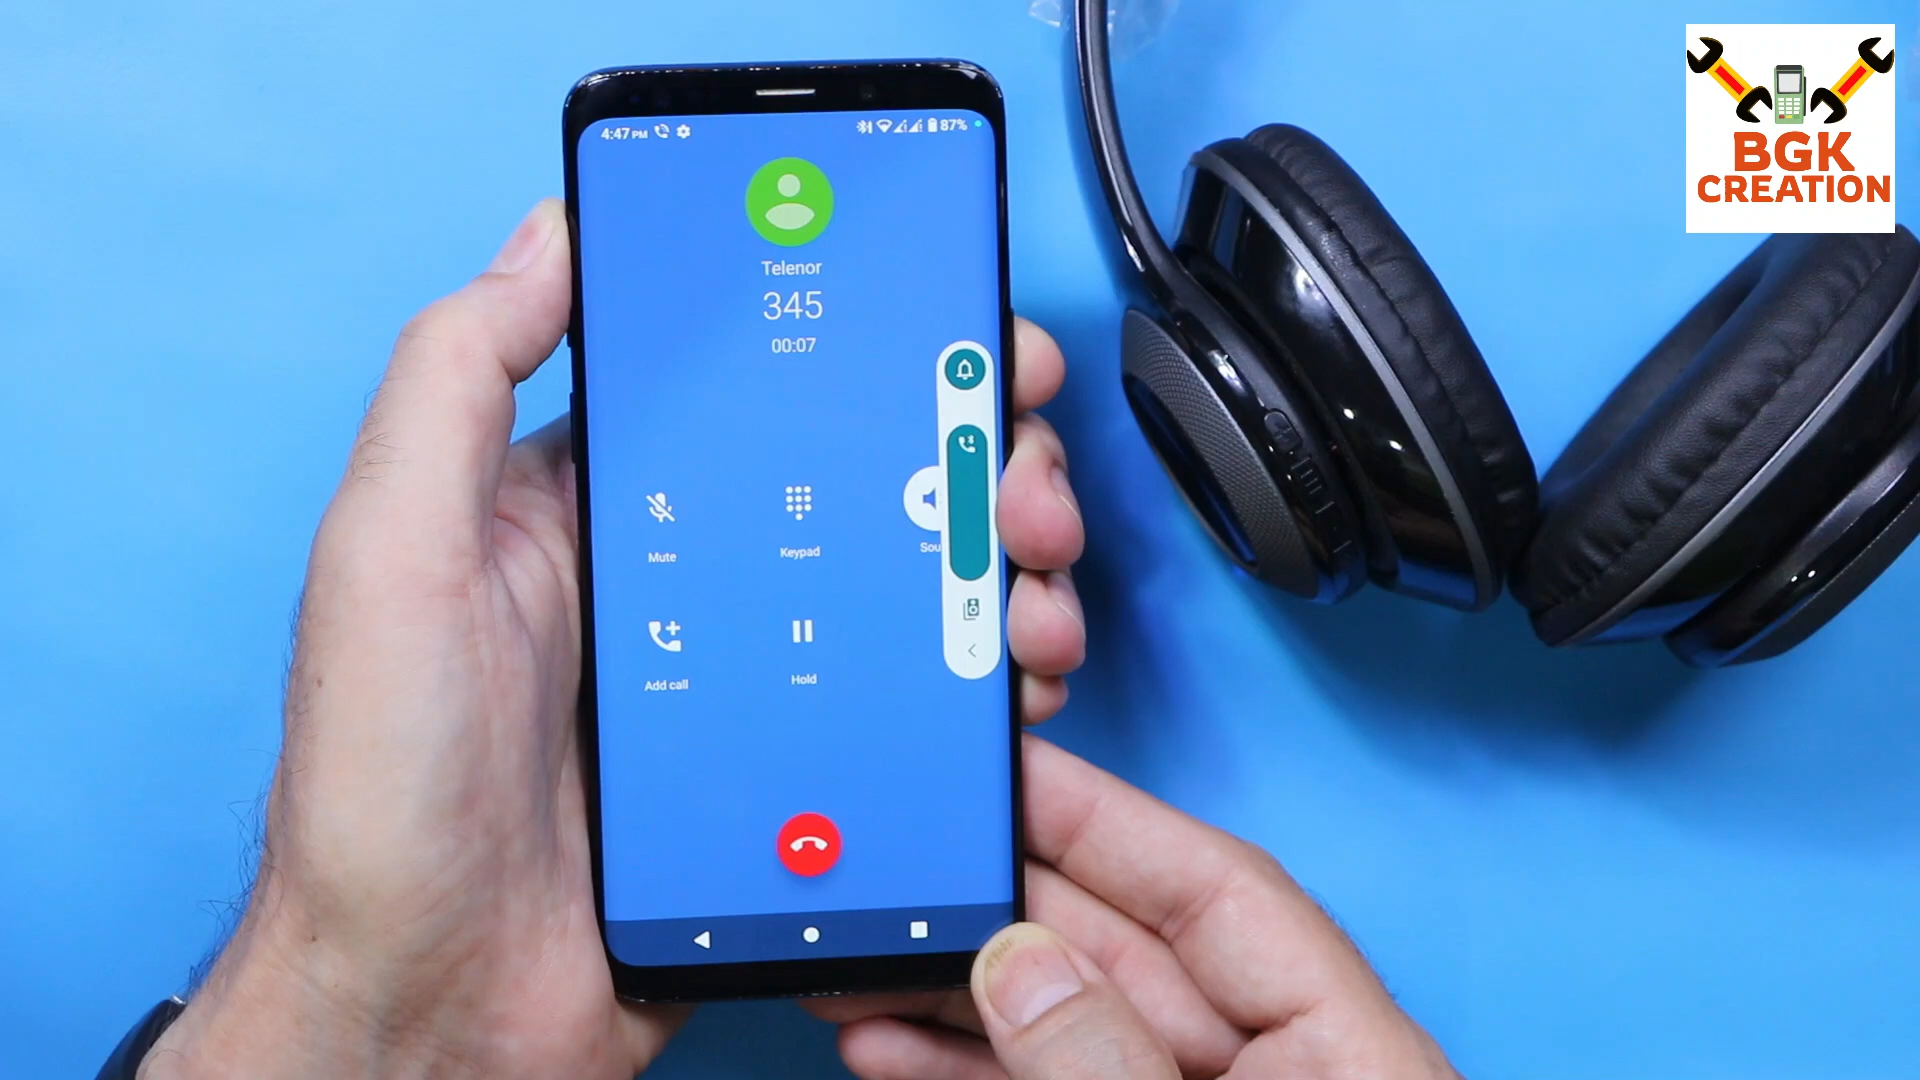 4:47 PM
87%
BGK
CREATION
Telenor
345
00:07
Mute
Keypad
Sou
Add call
Hold